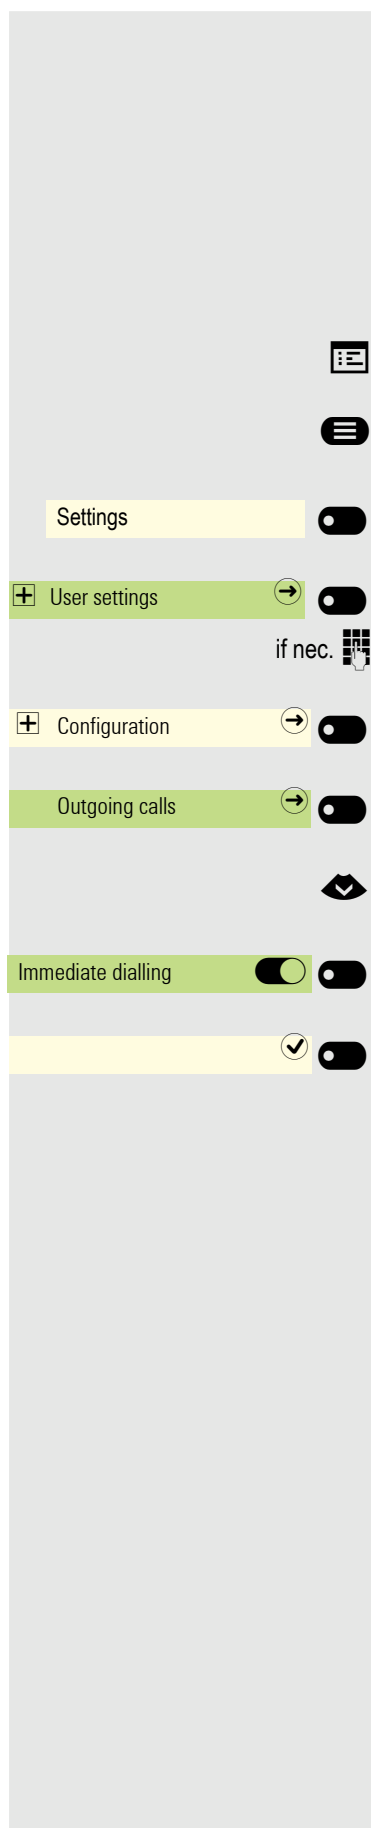 Settings
User settings
if nec.
Configuration
Outgoing calls
Immediate dialling